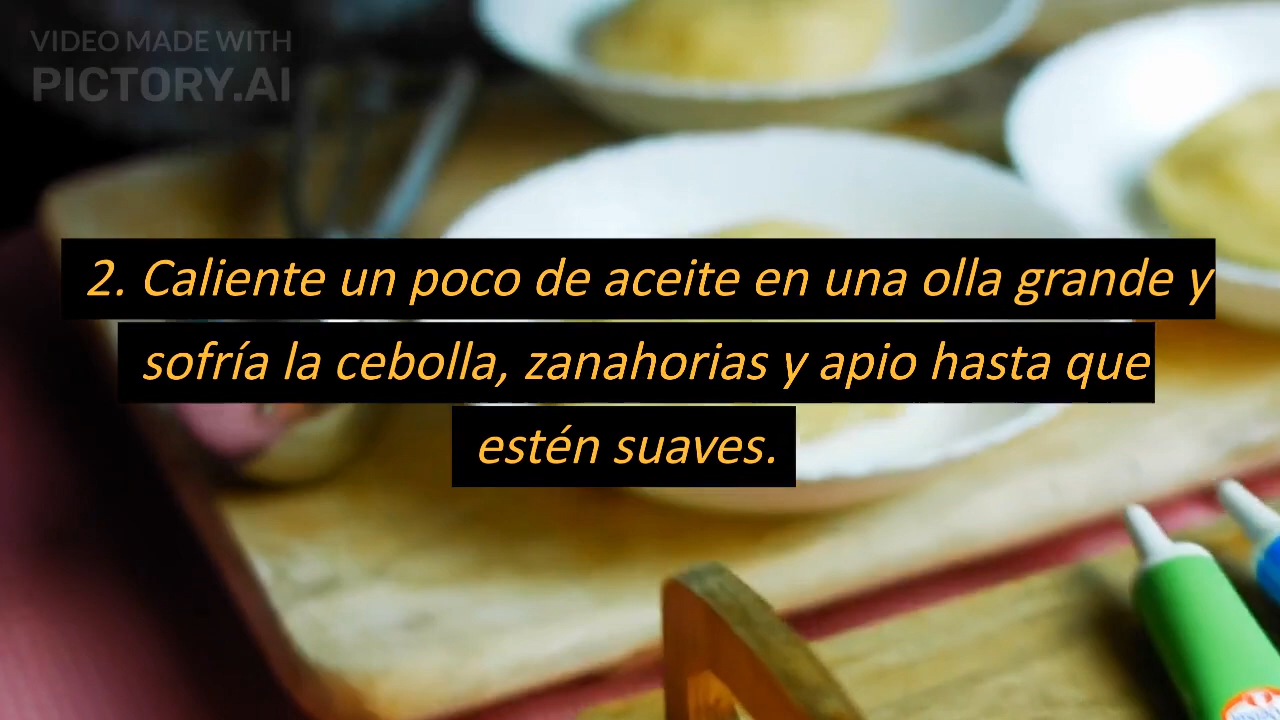 VIDEO MADE WITH
PICTORY.AI
2. Caliente un poco de aceite en una olla grande y
sofría la cebolla, zanahorias y apio hasta que
estén suaves.